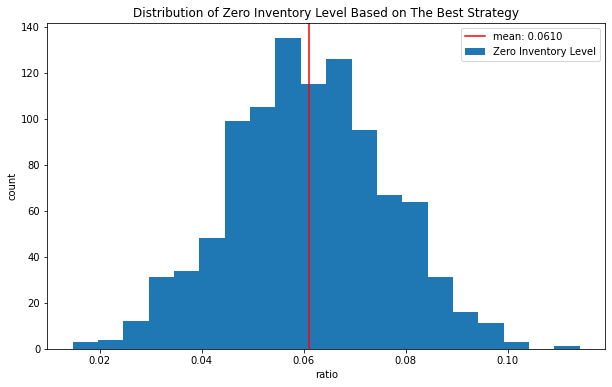 Distribution of Zero Inventory Level Based on The Best Strategy
mean: 0.0610
Zero Inventory Level
140
120
100
80
60
40
20
0
count
0.02 0.04 0.06 0.08 0.10
ratio